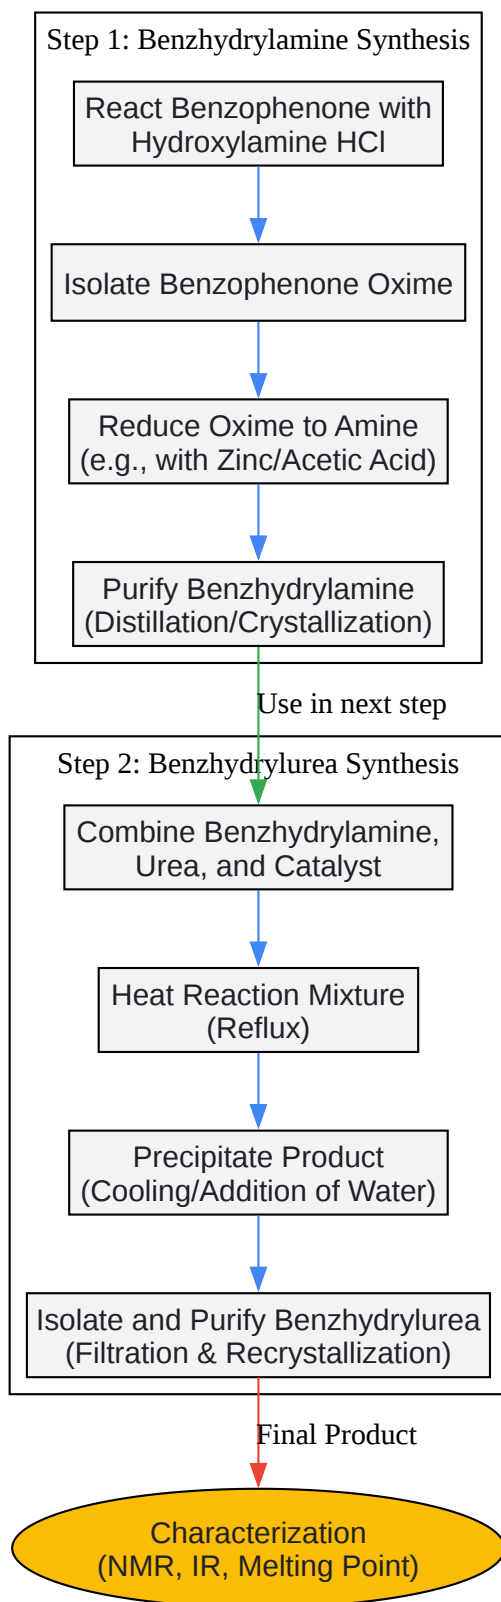 Step 1: Benzhydrylamine Synthesis
React Benzophenone with
Hydroxylamine HCl
Isolate Benzophenone Oxime
Reduce Oxime to Amine
(e.g., with Zinc/Acetic Acid)
Purify Benzhydrylamine
(Distillation/Crystallization)
Use in next step
Step 2: Benzhydrylurea Synthesis
Combine Benzhydrylamine,
Urea, and Catalyst
Heat Reaction Mixture
(Reflux)
Precipitate Product
(Cooling/Addition of Water)
Isolate and Purify Benzhydrylurea
(Filtration & Recrystallization)
Final Product
Characterization
(NMR, IR, Melting Point)